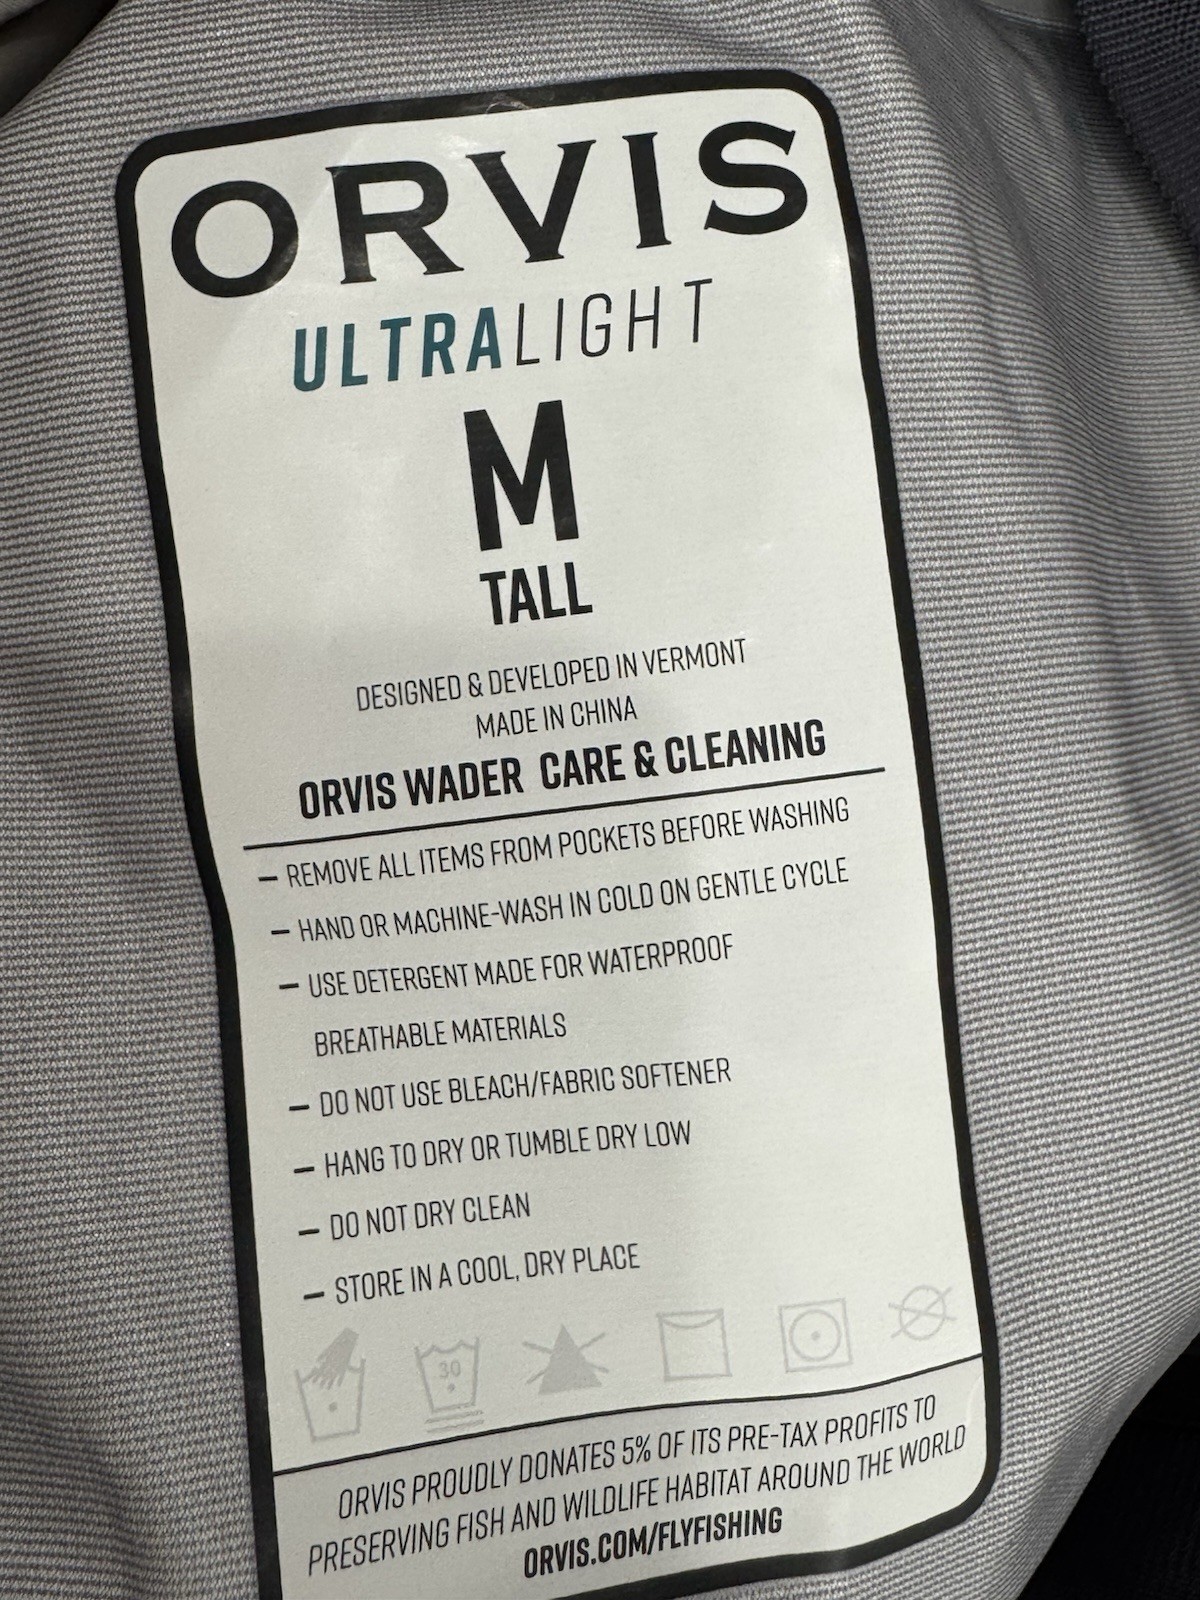 ORVIS
ULTRALIGHT
M
TALL
DESIGNED & DEVELOPED IN VERMONT
MADE IN CHINA
ORVIS WADER CARE & CLEANING
– REMOVE ALL ITEMS FROM POCKETS BEFORE WASHING
– HAND OR MACHINE-WASH IN COLD ON GENTLE CYCLE
– USE DETERGENT MADE FOR WATERPROOF
BREATHABLE MATERIALS
– DO NOT USE BLEACH/FABRIC SOFTENER
– HANG TO DRY OR TUMBLE DRY LOW
– DO NOT DRY CLEAN
– STORE IN A COOL, DRY PLACE
30
ORVIS PROUDLY DONATES 5% OF ITS PRE-TAX PROFITS TO
PRESERVING FISH AND WILDLIFE HABITAT AROUND THE WORLD
ORVIS.COM/FLYFISHING